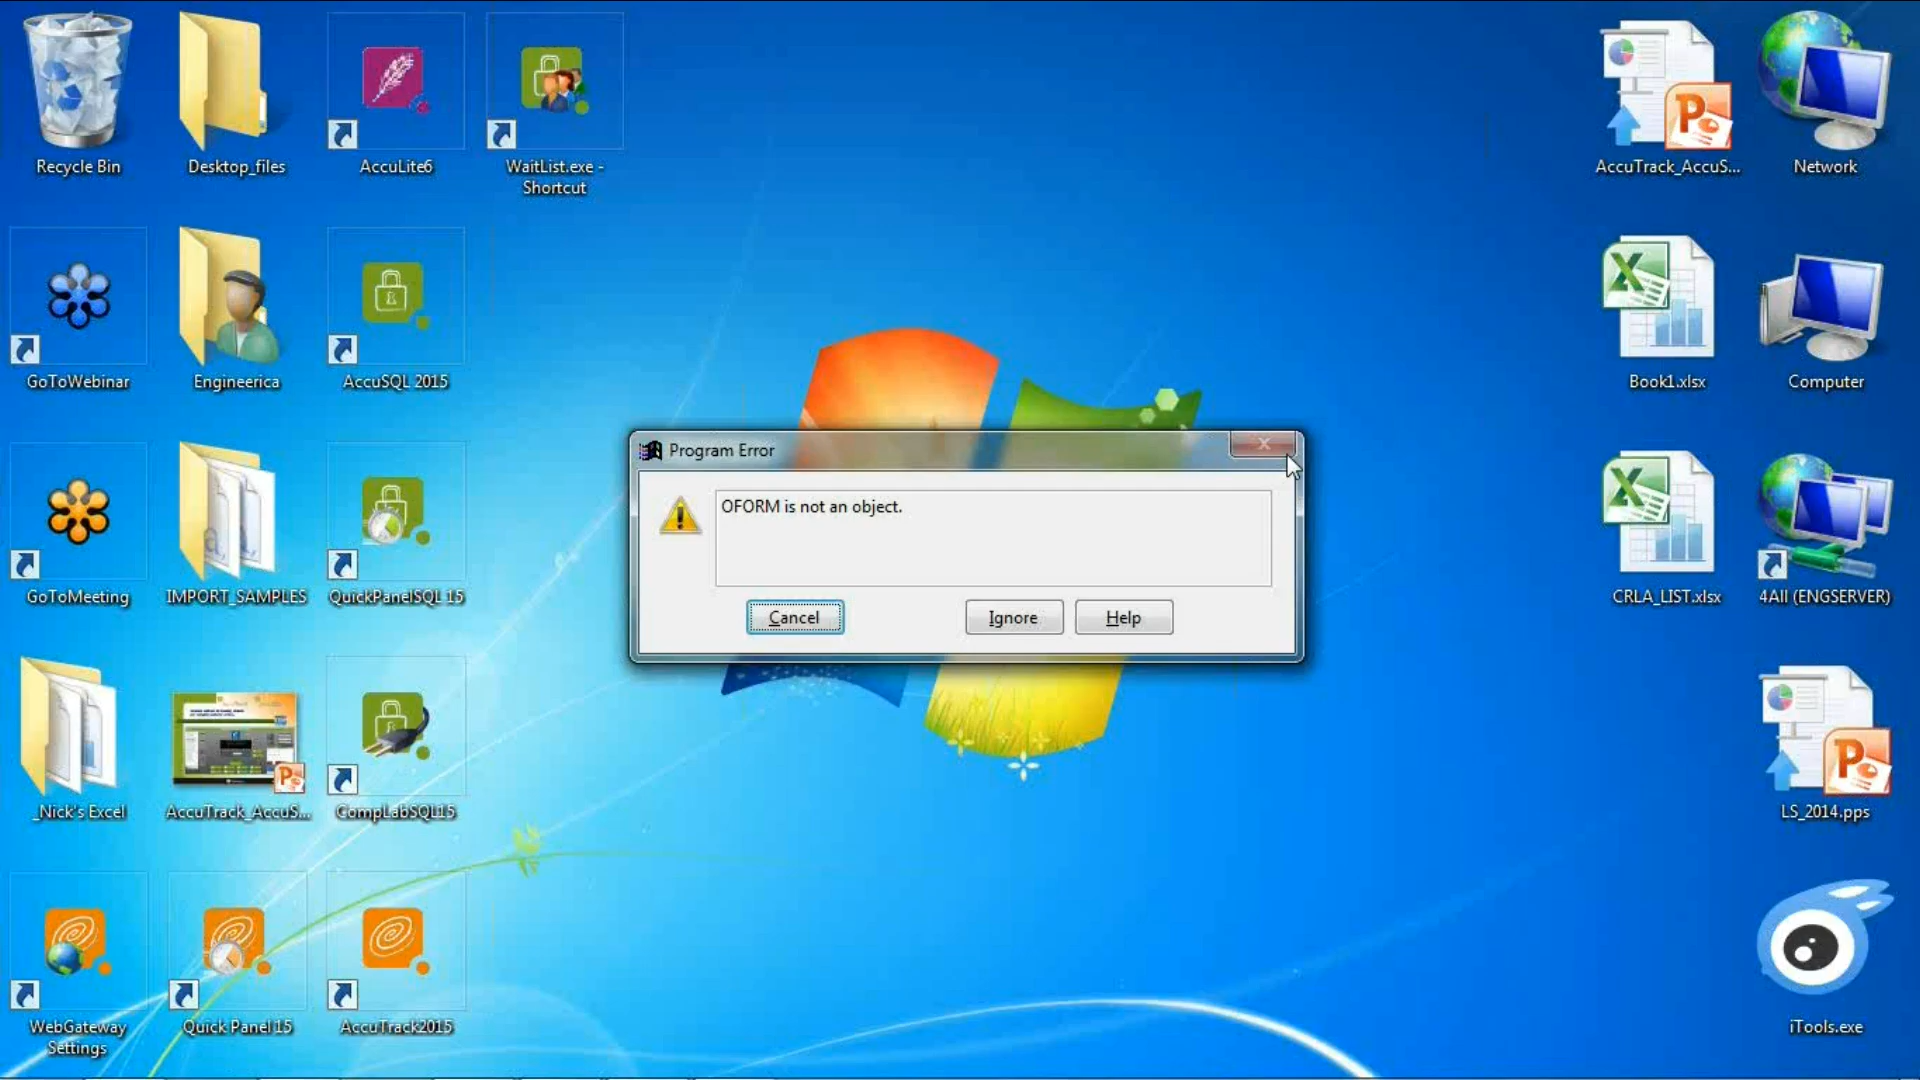 Recycle Bin
Desktop_files
AccuLite6
WaitList.exe -
Shortcut
AccuTrack_AccuS...
Network
GoToWebinar
Engineerica
AccuSQL 2015
Book1.xlsx
Computer
Program Error
OFORM is not an object.
Cancel
Ignore
Help
GoToMeeting
IMPORT_SAMPLES
QuickPanelSQL 15
CRLA_LIST.xlsx
4All (ENGSERVER)
_Nick's Excel
AccuTrack_AccuS...
CompLabSQL15
LS_2014.pps
WebGateway
Settings
Quick Panel 15
AccuTrack2015
iTools.exe